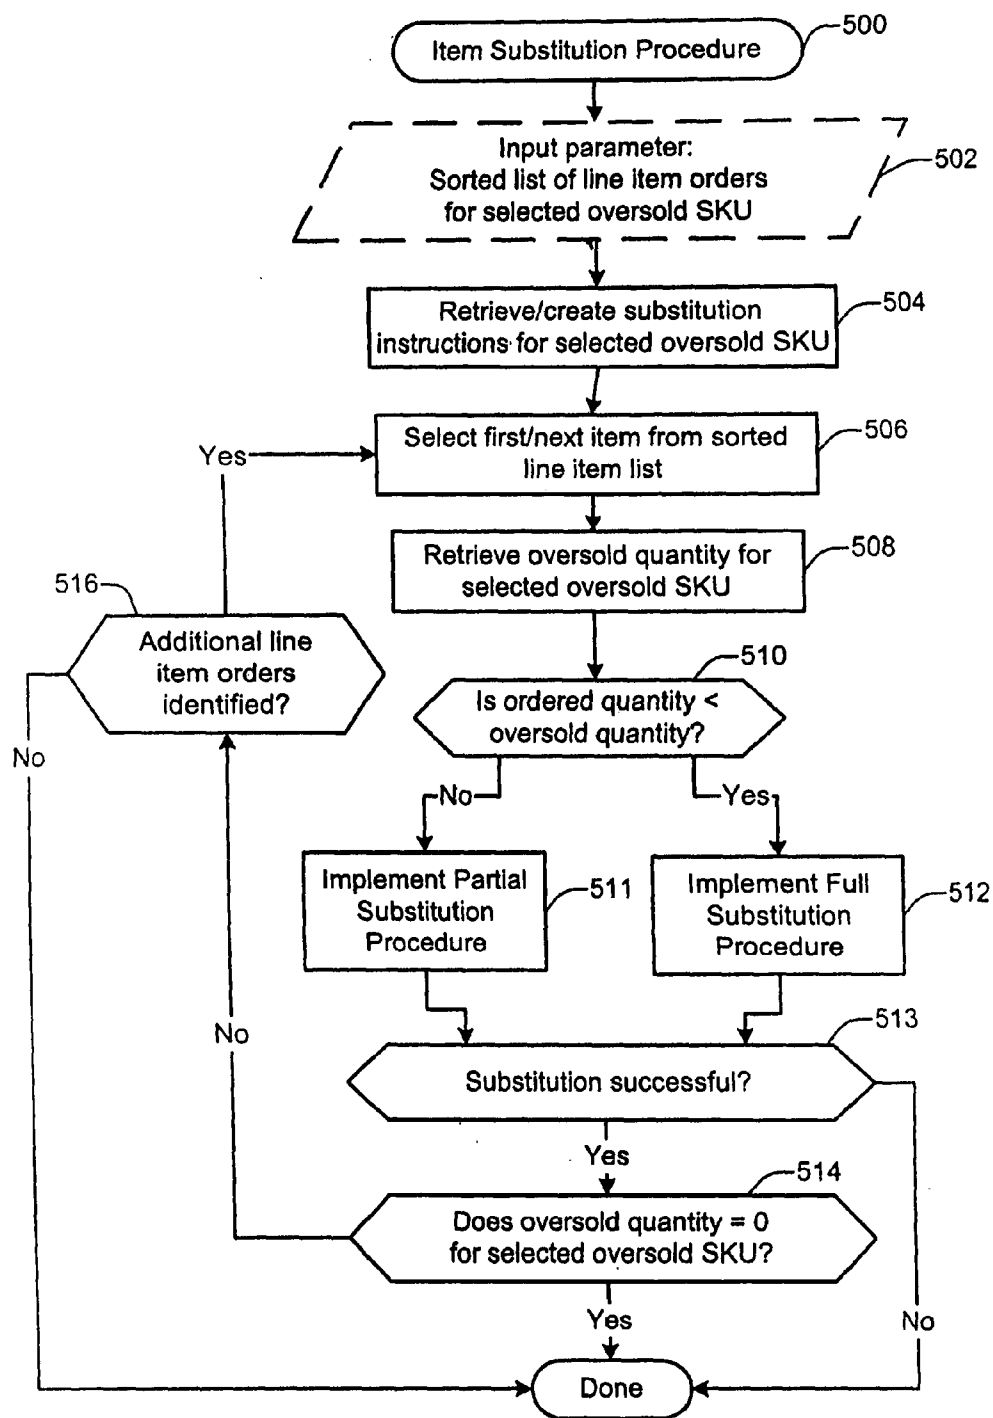 500
Item Substitution Procedure
Input parameter:
Sorted list of line item orders
for selected oversold SKU
502
504
Retrieve/create substitution
instructions for selected oversold SKU
Select first/next item from sorted
line item list
506
Yes
Retrieve oversold quantity for
selected oversold SKU
508
516
Additional line
item orders
identified?
510
Is ordered quantity <
oversold quantity?
No
No
Yes
Implement Partial
Substitution
Procedure
511
Implement Full
Substitution
Procedure
512
No
513
Substitution successful?
Yes
514
Does oversold quantity = 0
for selected oversold SKU?
Yes
No
Done